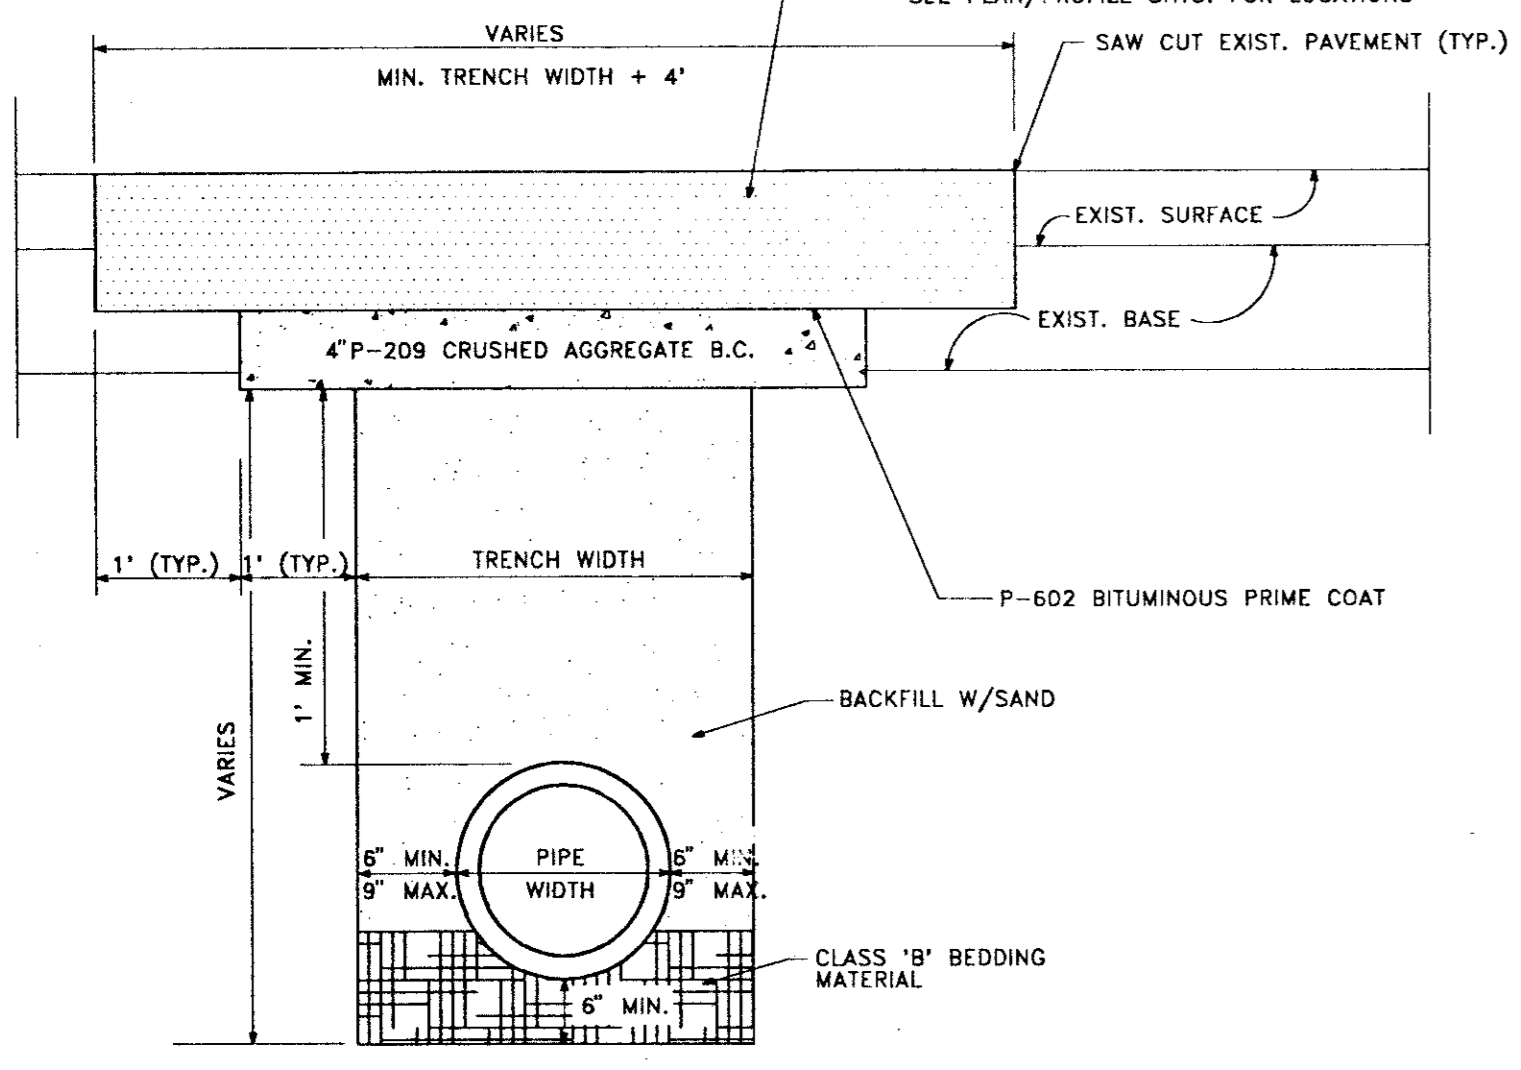 FOR LOCATIONS
VARIES
SAW CUT EXIST. PAVEMENT (TYP.)
MIN. TRENCH WIDTH + 4'
EXIST. SURFACE
EXIST. BASE
4"P-209 CRUSHED AGGREGATE B.C.
1' (TYP.)
1' (TYP.)
TRENCH WIDTH
P-602 BITUMINOUS PRIME COAT
1' MIN.
BACKFILL W/SAND
VARIES
6" MIN.
9" MAX.
PIPE
WIDTH
6" MIN.
9" MAX.
CLASS 'B' BEDDING
MATERIAL
6" MIN.